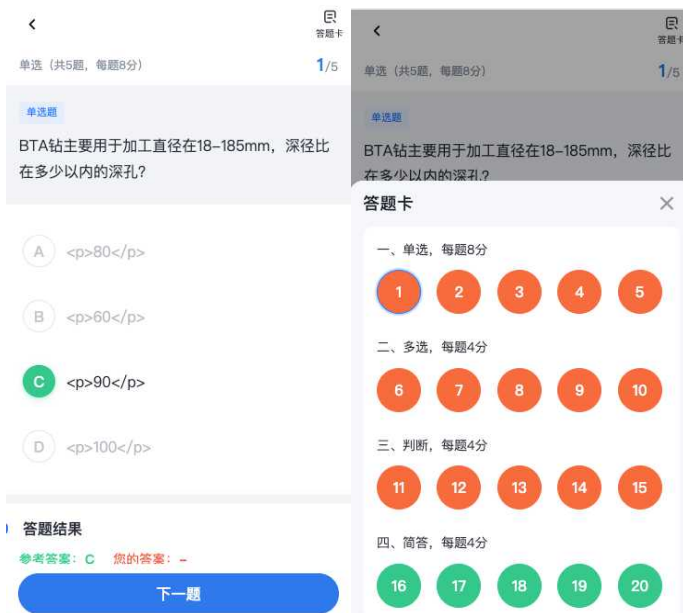 答题卡
单选（共5题，每题8分）
1/5
单选题
BTA钻主要用于加工直径在18-185mm，深径比
在多少以内的深孔？
A <p>80</p>
B <p>60</p>
C <p>90</p>
D <p>100</p>
答题结果
参考答案：C 您的答案：-
下一题
答题卡
单选（共5题，每题8分）
1/5
单选题
BTA钻主要用于加工直径在18-185mm，深径比
在多少以内的深孔？
答题卡
一、单选，每题8分
1 2 3 4 5
二、多选，每题4分
6 7 8 9 10
三、判断，每题4分
11 12 13 14 15
四、简答，每题4分
16 17 18 19 20